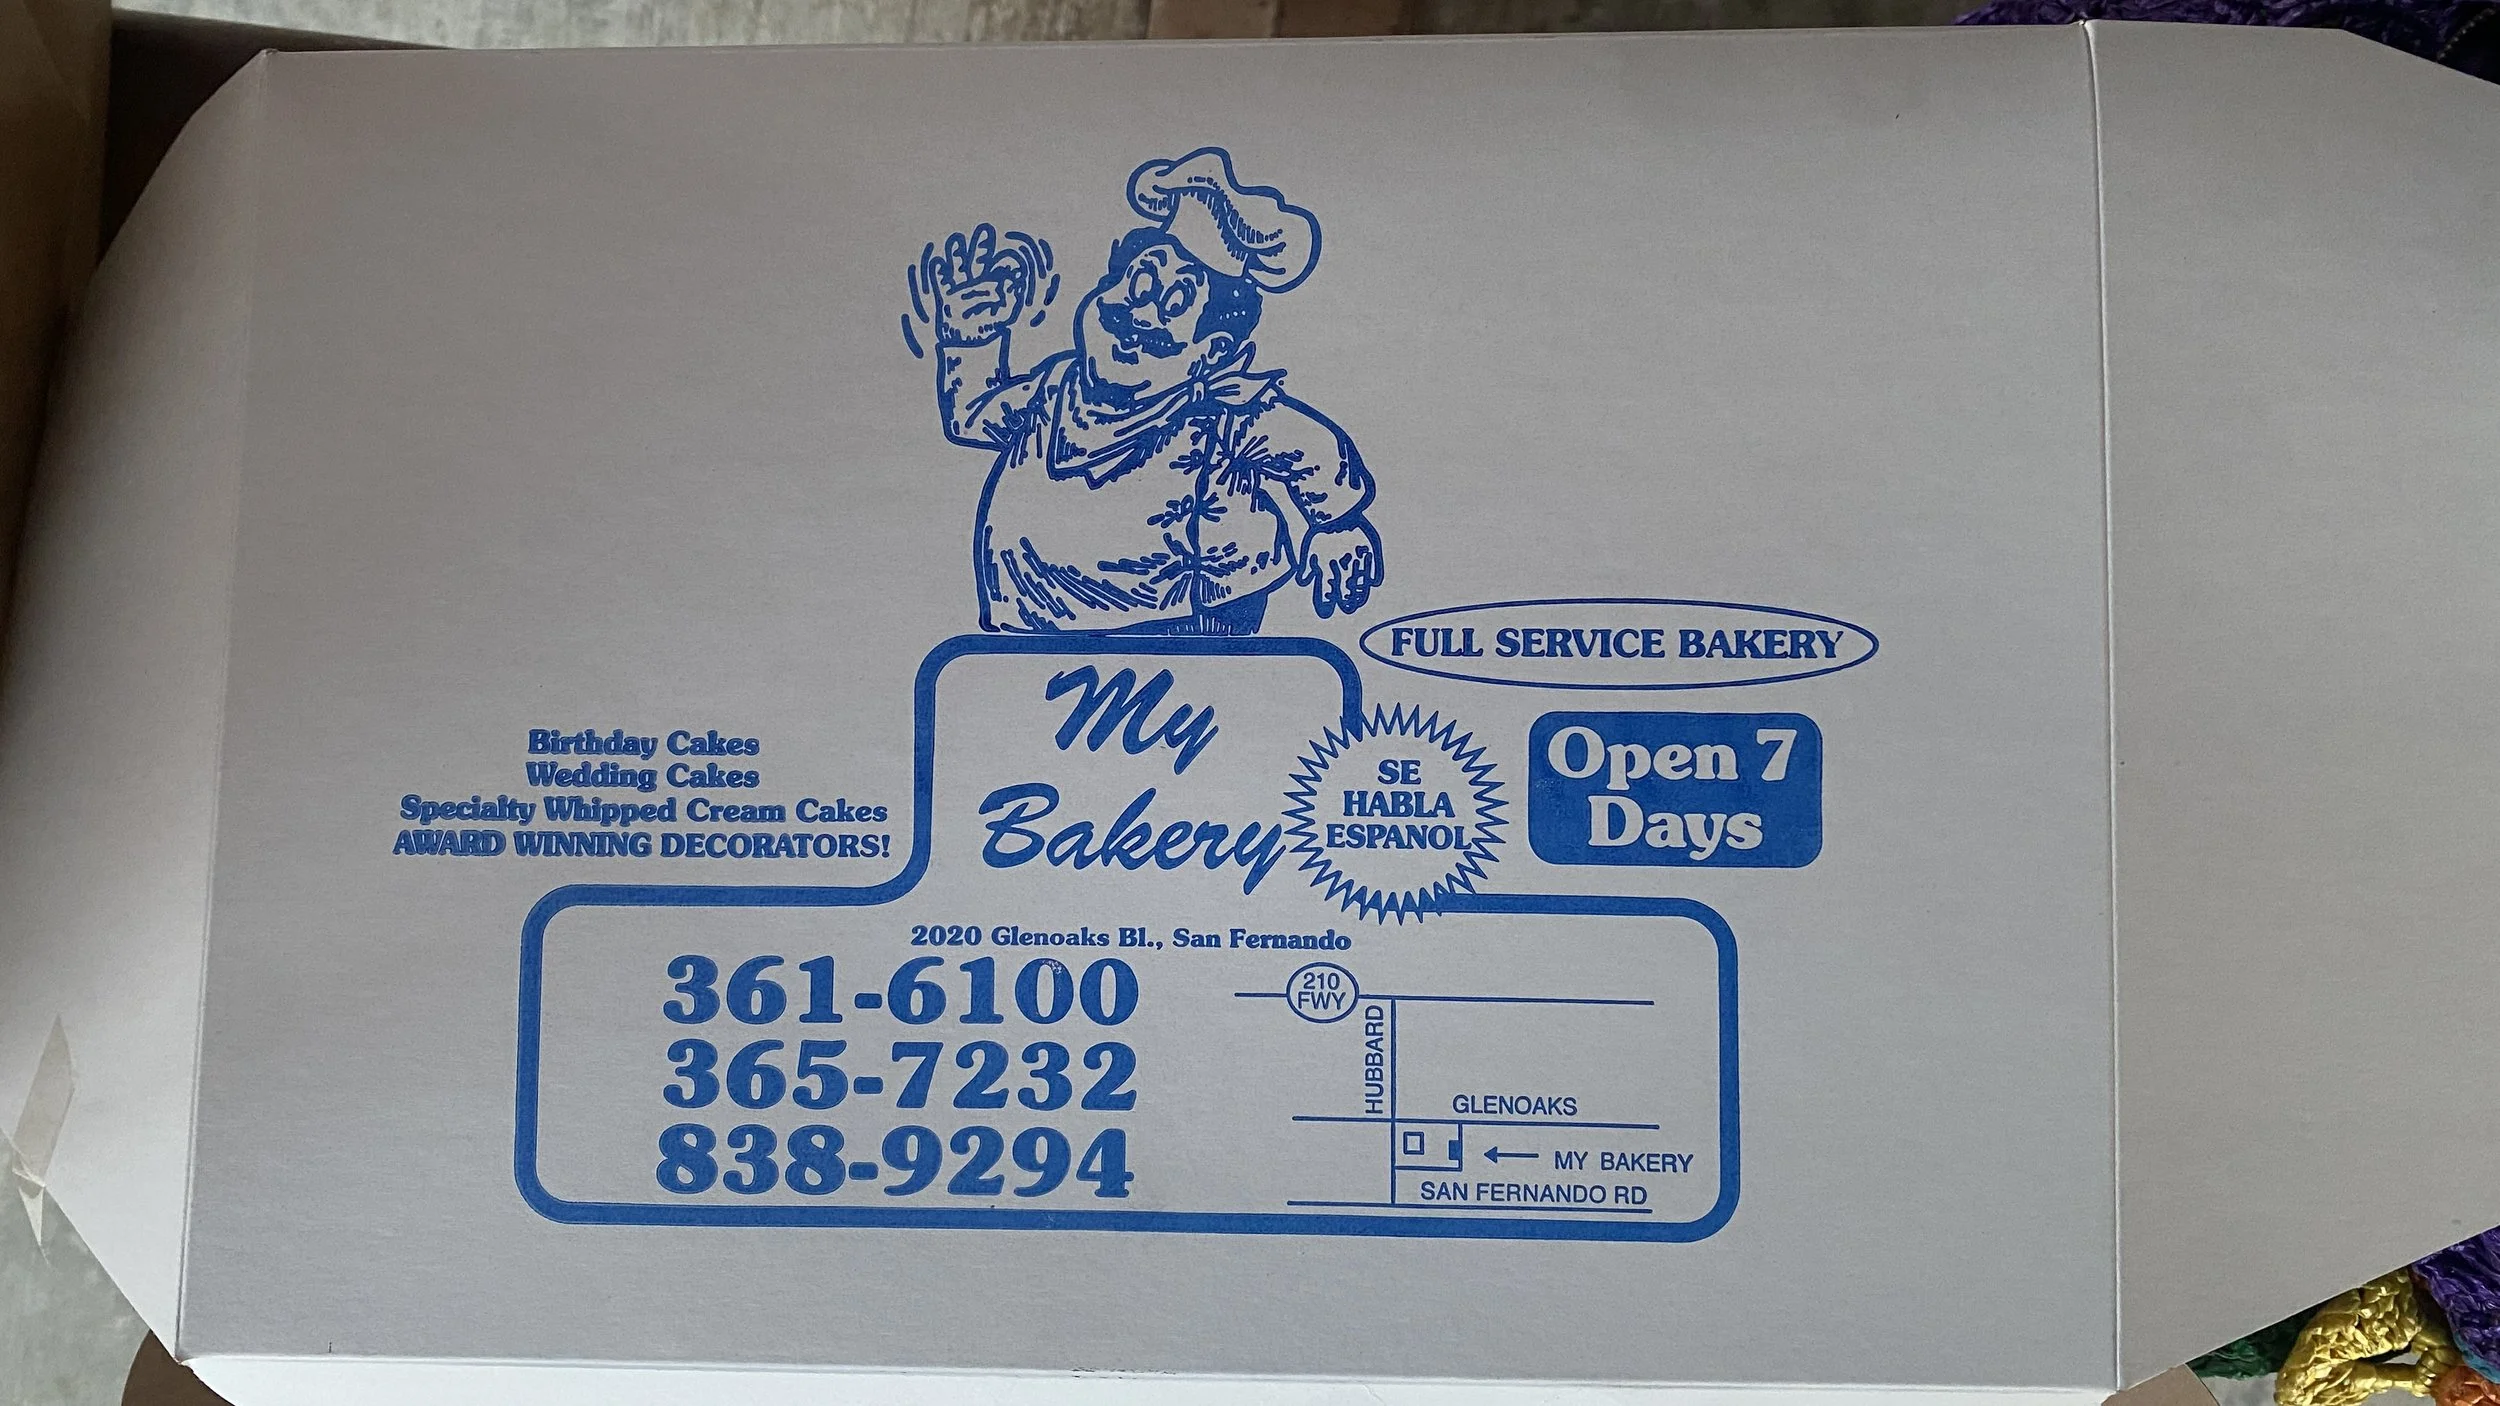 FULL SERVICE BAKERY
My
Bakery
Birthday Cakes
Wedding Cakes
Specialty Whipped Cream Cakes
AWARD WINNING DECORATORS!
SE
HABLA
ESPANOL
Open 7
Days
2020 Glenoaks Bl., San Fernando
361-6100
365-7232
838-9294
210
FWY
HUBBARD
GLENOAKS
MY BAKERY
SAN FERNANDO RD